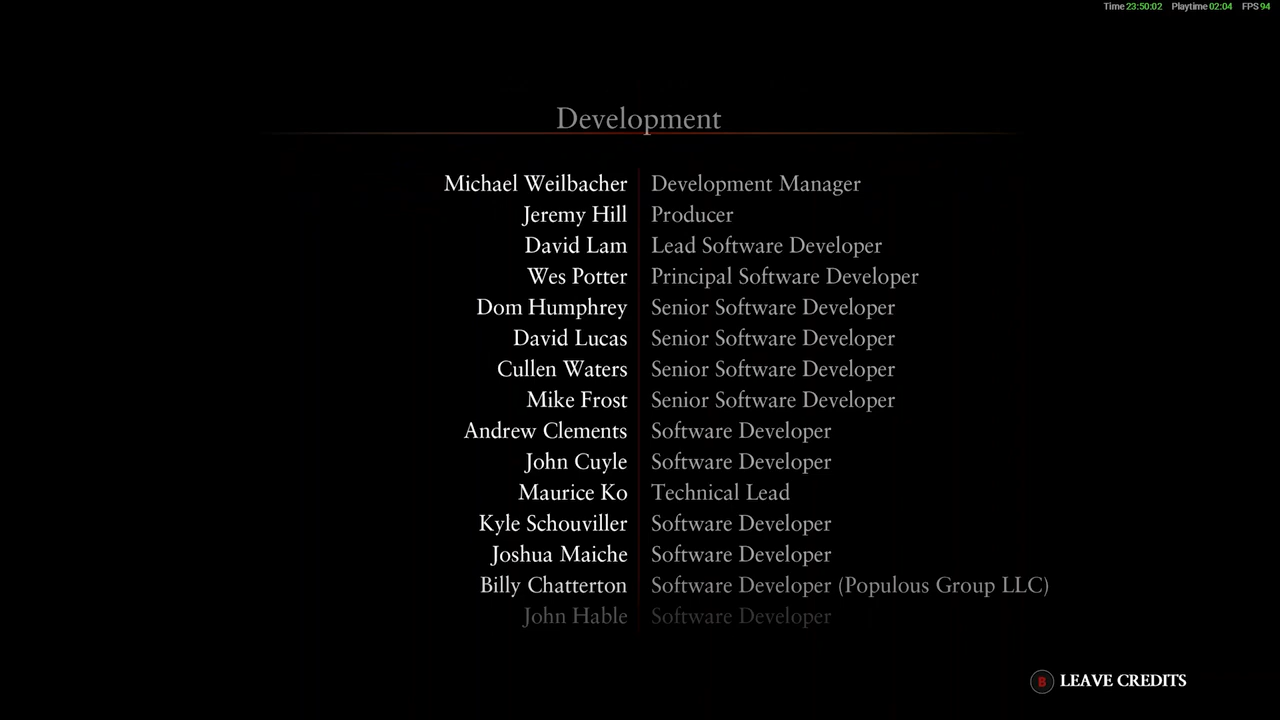 Time 23:50:02 Playtime 02:04 FPS 94
Development
Michael Weilbacher Development Manager
Jeremy Hill Producer
David Lam Lead Software Developer
Wes Potter Principal Software Developer
Dom Humphrey Senior Software Developer
David Lucas Senior Software Developer
Cullen Waters Senior Software Developer
Mike Frost Senior Software Developer
Andrew Clements Software Developer
John Cuyle Software Developer
Maurice Ko Technical Lead
Kyle Schouviller Software Developer
Joshua Maiche Software Developer
Billy Chatterton Software Developer (Populous Group LLC)
John Hable Software Developer
B LEAVE CREDITS